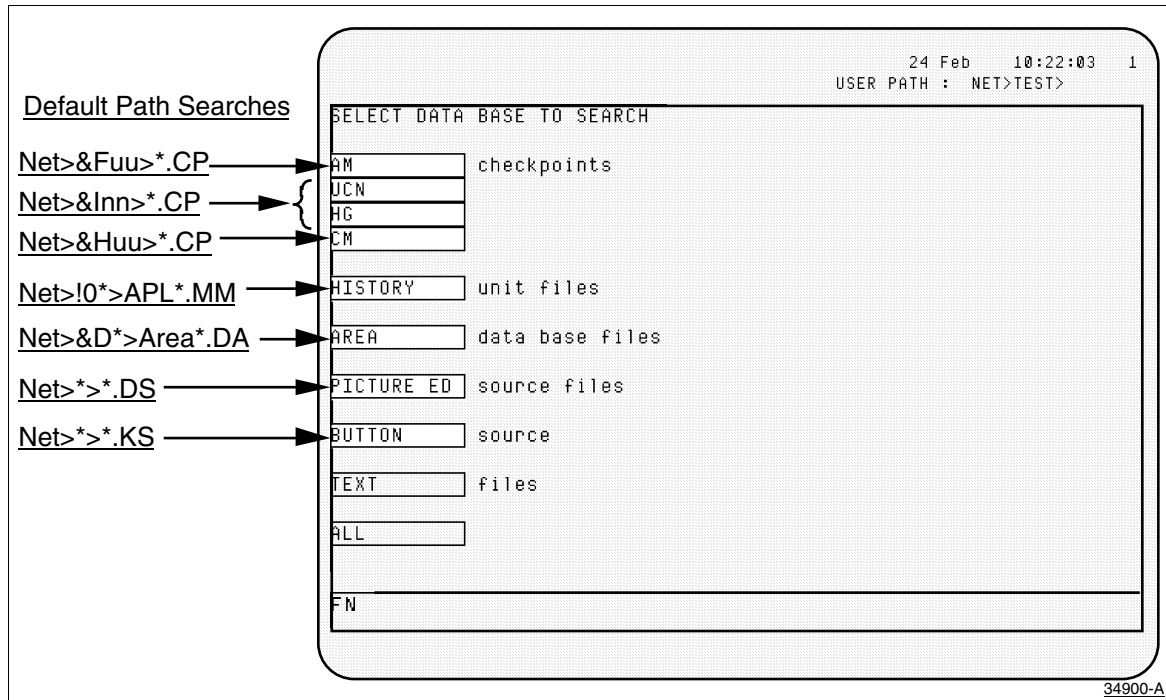 24 Feb 10:22:03 1
USER PATH : NET>TEST>
Default Path Searches
SELECT DATA BASE TO SEARCH
Net>&Fuu>*.CP
AM checkpoints
UCN
Net>&Inn>*.CP
HG
Net>&Huu>*.CP
CM
Net>!0*>APL*.MM
HISTORY unit files
Net>&D*>Area*.DA
AREA data base files
Net>*>*.DS
PICTURE ED source files
Net>*>*.KS
BUTTON source
TEXT files
ALL
FN
34900-A